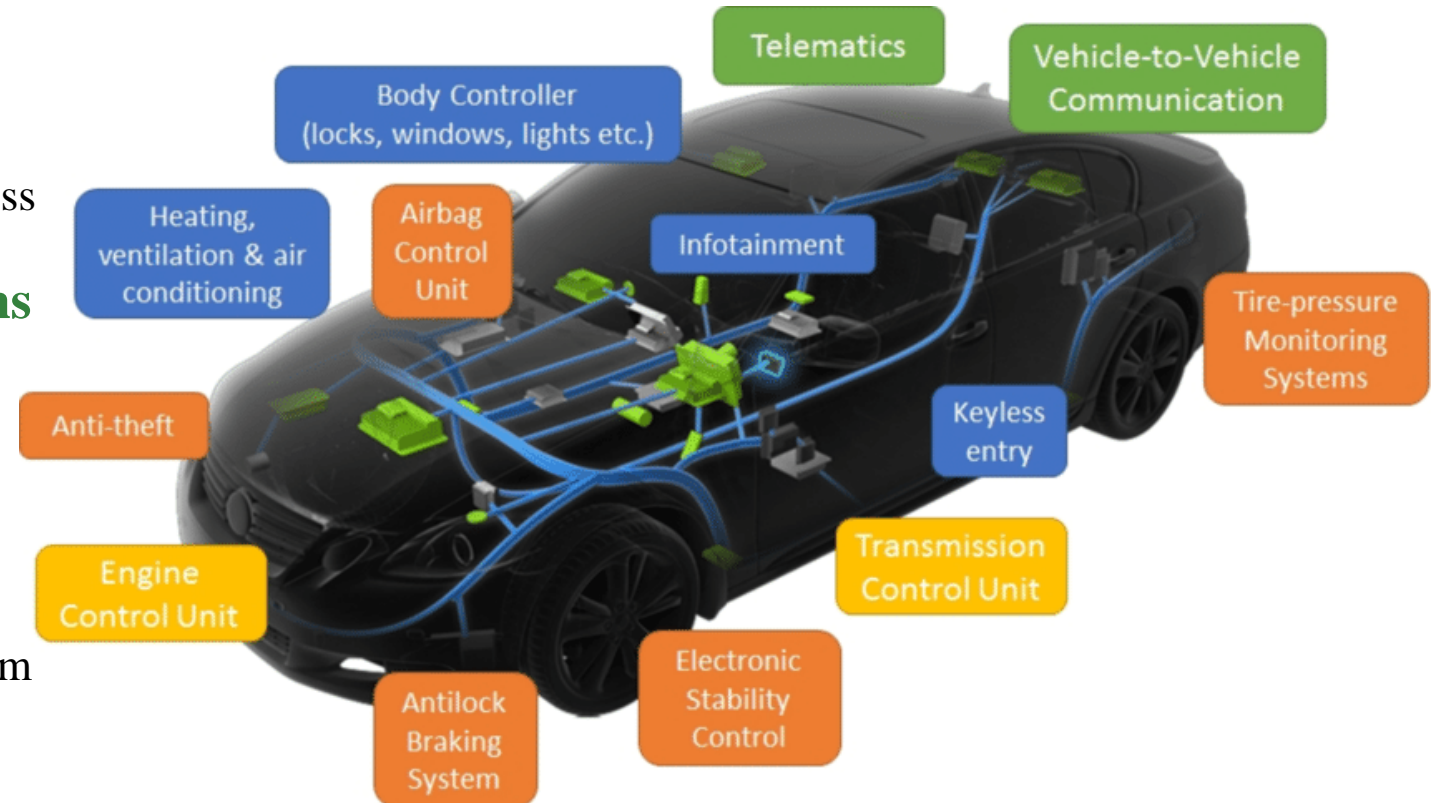 Telematics
Vehicle-to-Vehicle
Communication
Body Controller
(locks, windows, lights etc.)
ss
Heating,
ventilation & air
conditioning
Airbag
Control
Unit
Infotainment
ns
Tire-pressure
Monitoring
Systems
Anti-theft
Keyless
entry
Engine
Control Unit
Transmission
Control Unit
m
Electronic
Stability
Control
Antilock
Braking
System